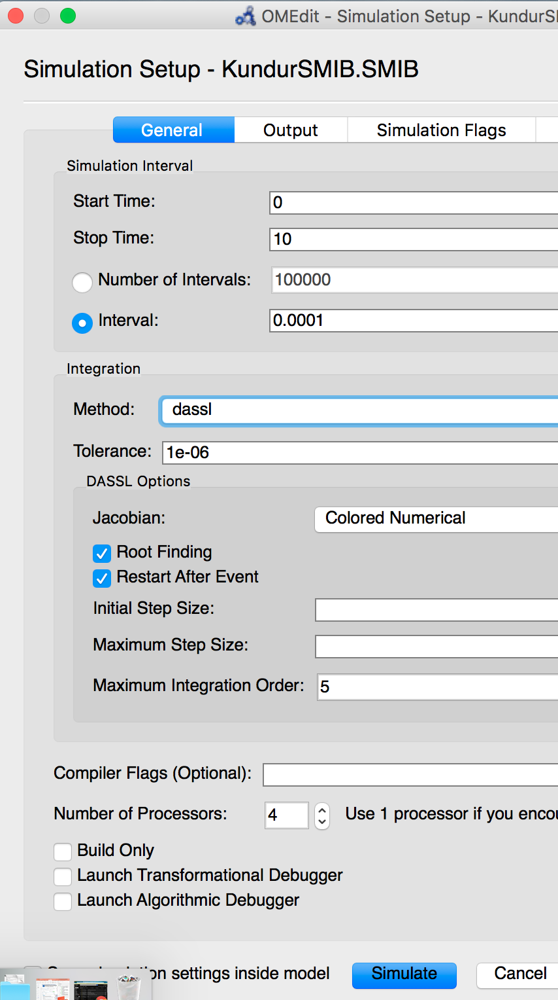 OMEdit - Simulation Setup - KundurS
Simulation Setup - KundurSMIB.SMIB
General Output Simulation Flags
Simulation Interval
Start Time: 0
Stop Time: 10
Number of Intervals: 100000
Interval: 0.0001
Integration
Method: dassl
Tolerance: 1e-06
DASSL Options
Jacobian: Colored Numerical
Root Finding
Restart After Event
Initial Step Size:
Maximum Step Size:
Maximum Integration Order: 5
Compiler Flags (Optional):
Number of Processors: 4 Use 1 processor if you encou
Build Only
Launch Transformational Debugger
Launch Algorithmic Debugger
settings inside model Simulate Cancel